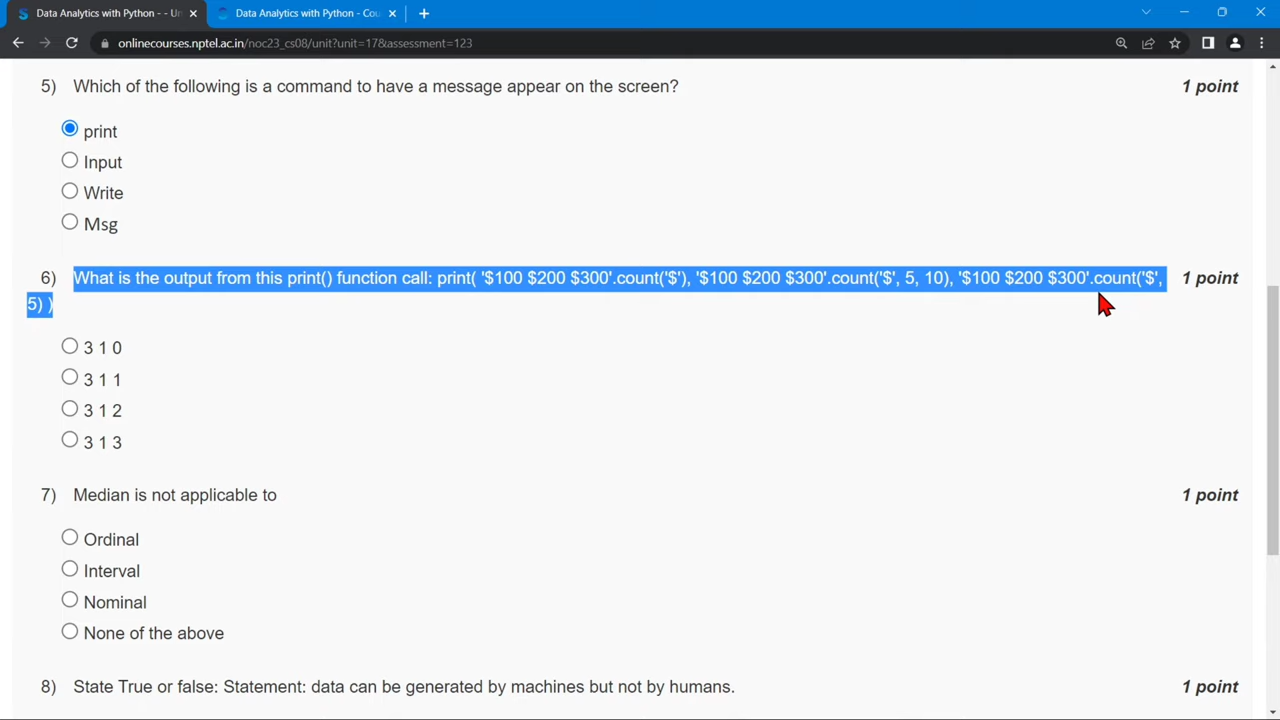 Data Analytics with Python - - Un
Data Analytics with Python - Cou
onlinecourses.nptel.ac.in/noc23_cs08/unit?unit=17&assessment=123
5) Which of the following is a command to have a message appear on the screen? 1 point
print
Input
Write
Msg
6) What is the output from this print() function call: print( '$100 $200 $300'.count('$'), '$100 $200 $300'.count('$', 5, 10), '$100 $200 $300'.count('$', 1 point
5) )
3 1 0
3 1 1
3 1 2
3 1 3
7) Median is not applicable to 1 point
Ordinal
Interval
Nominal
None of the above
8) State True or false: Statement: data can be generated by machines but not by humans. 1 point